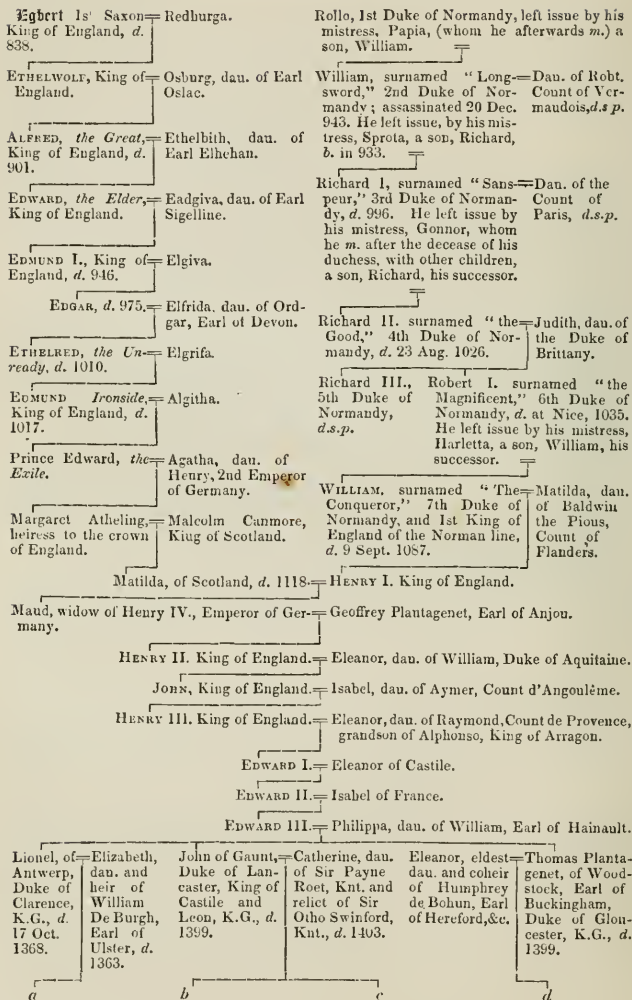 Egbert Is' Saxon King of England, d. 838.
Redburga.
ETHELWOLF, King of England.
Osburg, dau. of Earl Oslac.
ALFRED, the Great, King of England, d. 901.
Ethelbith, dau. of Earl Elhehan.
EDWARD, the Elder, King of England.
Eadgiva, dau. of Earl Sigelline.
EDMUND I., King of England, d. 946.
Elgiva.
EDGAR, d. 975.
Elfrida, dau. of Ordgar, Earl of Devon.
ETHELRED, the Unready, d. 1010.
Elgrifa.
EDMUND Ironside, King of England, d. 1017.
Algitha.
Prince Edward, the Exile.
Agatha, dau. of Henry, 2nd Emperor of Germany.
Margaret Atheling, heiress to the crown of England.
Malcolm Canmore, King of Scotland.
Rollo, 1st Duke of Normandy, left issue by his mistress, Papia, (whom he afterwards m.) a son, William.
William, surnamed "Longsword," 2nd Duke of Normandy; assassinated 20 Dec. 943. He left issue, by his mistress, Sprota, a son, Richard, b. in 933.
Dau. of Robt. Count of Vermaudois, d.s p.
Richard I, surnamed "Sanspeur," 3rd Duke of Normandy, d. 996. He left issue by his mistress, Gonnor, whom he m. after the decease of his duchess, with other children, a son, Richard, his successor.
Dau. of the Count of Paris, d.s.p.
Richard II. surnamed "the Good," 4th Duke of Normandy, d. 23 Aug. 1026.
Judith, dau. of the Duke of Brittany.
Richard III., 5th Duke of Normandy, d.s.p.
Robert I. surnamed "the Magnificent," 6th Duke of Normandy, d. at Nice, 1035. He left issue by his mistress, Harletta, a son, William, his successor.
WILLIAM, surnamed "The Conqueror," 7th Duke of Normandy, and 1st King of England of the Norman line, d. 9 Sept. 1087.
Matilda, dau. of Baldwin the Pious, Count of Flanders.
Matilda, of Scotland, d. 1118.
HENRY I. King of England.
Maud, widow of Henry IV., Emperor of Germany.
Geoffrey Plantagenet, Earl of Anjou.
HENRY II. King of England.
Eleanor, dau. of William, Duke of Aquitaine.
JOHN, King of England.
Isabel, dau. of Aymer, Count d'Angoulême.
HENRY III. King of England.
Eleanor, dau. of Raymond, Count de Provence, grandson of Alphonso, King of Arragon.
EDWARD I.
Eleanor of Castile.
EDWARD II.
Isabel of France.
EDWARD III.
Philippa, dau. of William, Earl of Hainault.
Lionel, of Antwerp, Duke of Clarence, K.G., d. 17 Oct. 1368.
Elizabeth, dau. and heir of William De Burgh, Earl of Ulster, d. 1363.
John of Gaunt, Duke of Lancaster, King of Castile and Leon, K.G., d. 1399.
Catherine, dau. of Sir Payne Roet, Knt. and relict of Sir Otho Swinford, Knt., d. 1403.
Eleanor, eldest dau. and coheir of Humphrey de Bohun, Earl of Hereford, &c.
Thomas Plantagenet, of Woodstock, Earl of Buckingham, Duke of Gloucester, K.G., d. 1399.
a
b
c
d